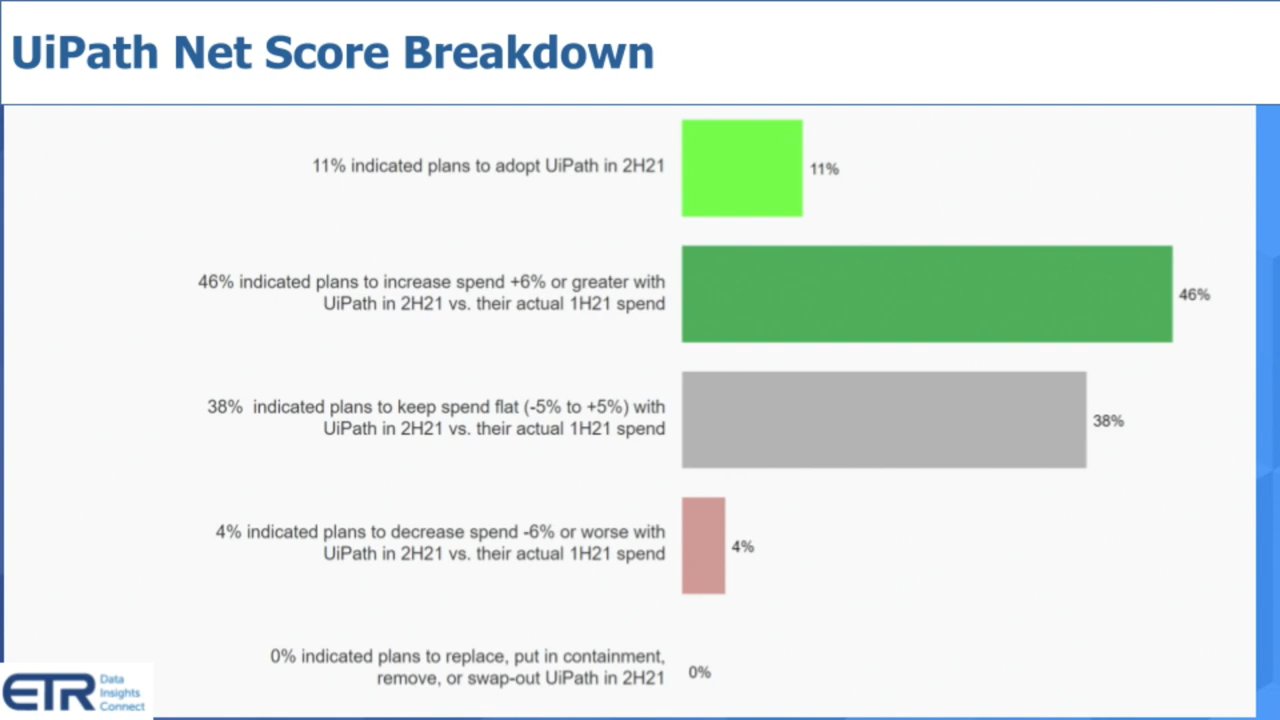 UiPath Net Score Breakdown
11% indicated plans to adopt UiPath in 2H21
11%
46% indicated plans to increase spend +6% or greater with
UiPath in 2H21 vs. their actual 1H21 spend
46%
38%  indicated plans to keep spend flat (-5% to +5%) with
UiPath in 2H21 vs. their actual 1H21 spend
38%
4% indicated plans to decrease spend -6% or worse with
UiPath in 2H21 vs. their actual 1H21 spend
4%
0% indicated plans to replace, put in containment,
remove, or swap-out UiPath in 2H21
0%
ETR
Data
Insights
Connect